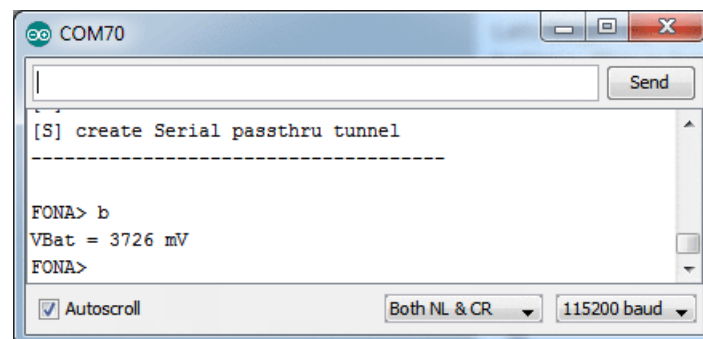 COM70
Send
[S] create Serial passthru tunnel
-------------------------------------
FONA> b
VBat = 3726 mV
FONA>
Autoscroll
Both NL & CR
115200 baud